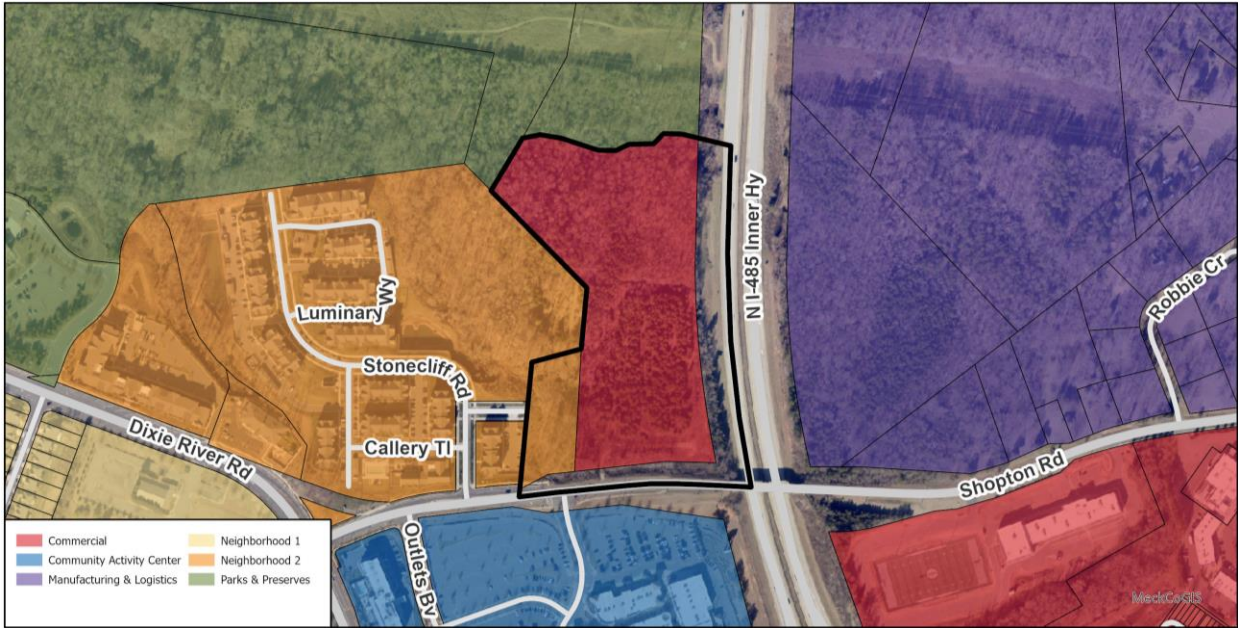 N I-485 Inner Hy
Robbie Cr
Luminary Wy
Stonecliff Rd
Callery Tl
Dixie River Rd
Shopton Rd
Outlets Bv
Commercial
Community Activity Center
Manufacturing & Logistics
Neighborhood 1
Neighborhood 2
Parks & Preserves
MeckCoGIS